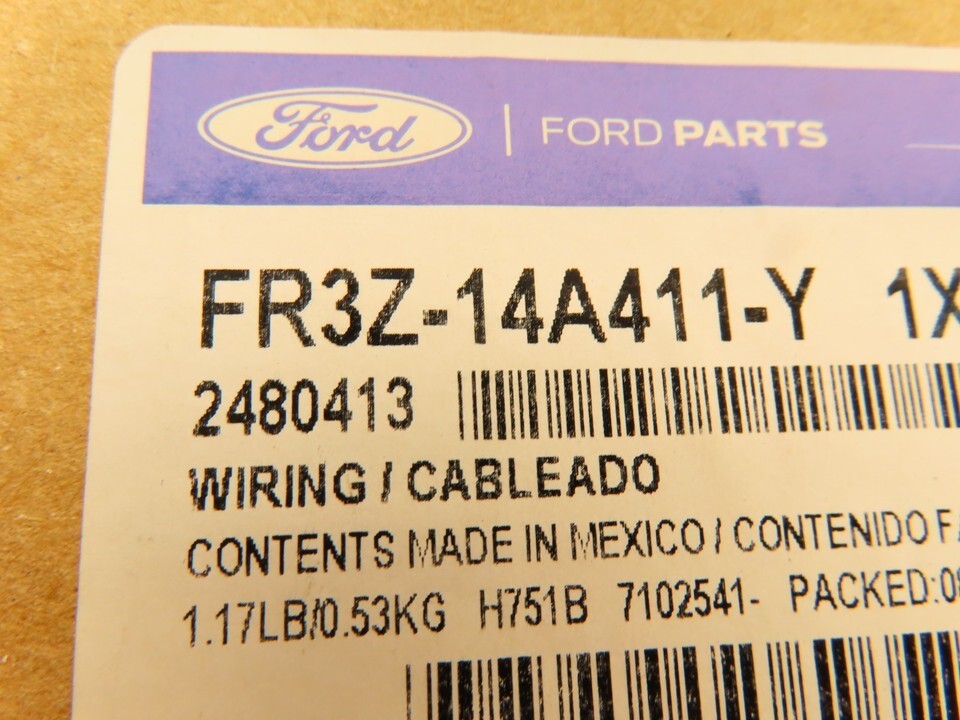 Ford | FORD PARTS
FR3Z-14A411-Y 1X
2480413
WIRING / CABLEADO
CONTENTS MADE IN MEXICO / CONTENIDO
1.17LB/0.53KG H751B 7102541- PACKED: